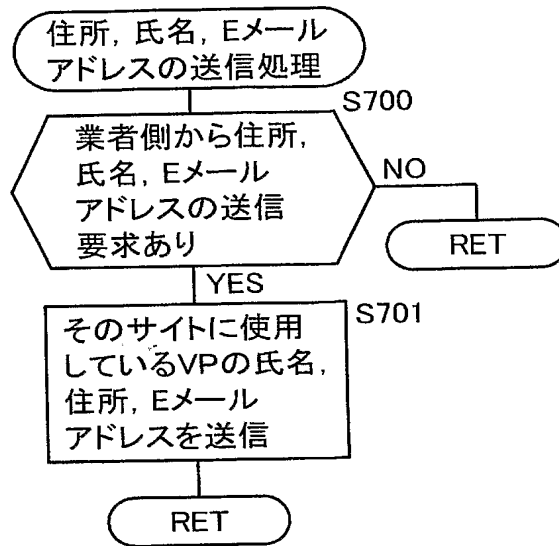 住所, 氏名, Eメール
アドレスの送信処理
S700
業者側から住所,
氏名, Eメール
アドレスの送信
要求あり
NO
RET
YES
S701
そのサイトに使用
しているVPの氏名,
住所, Eメール
アドレスを送信
RET